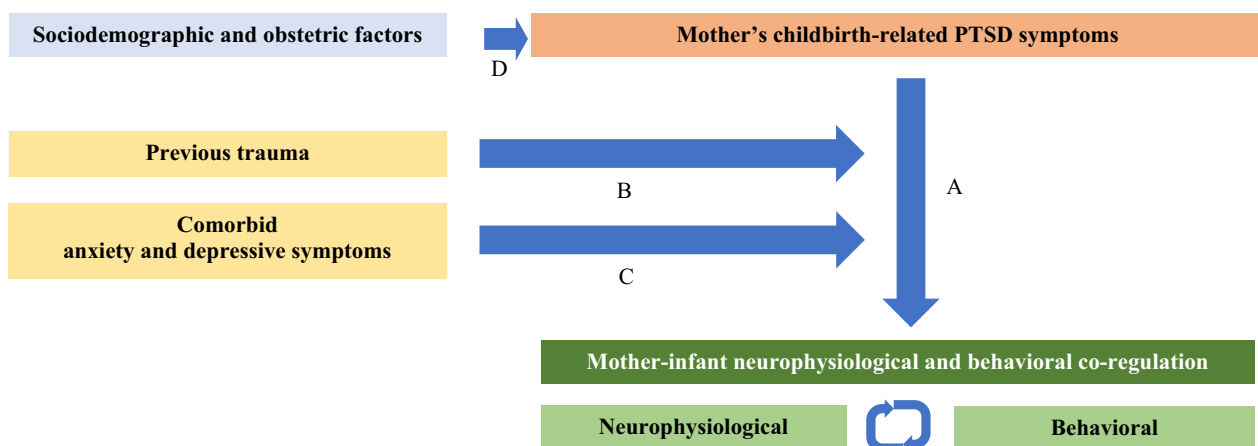 Sociodemographic and obstetric factors
Mother’s childbirth-related PTSD symptoms
D
Previous trauma
B
A
Comorbid
anxiety and depressive symptoms
C
Mother-infant neurophysiological and behavioral co-regulation
Neurophysiological
Behavioral